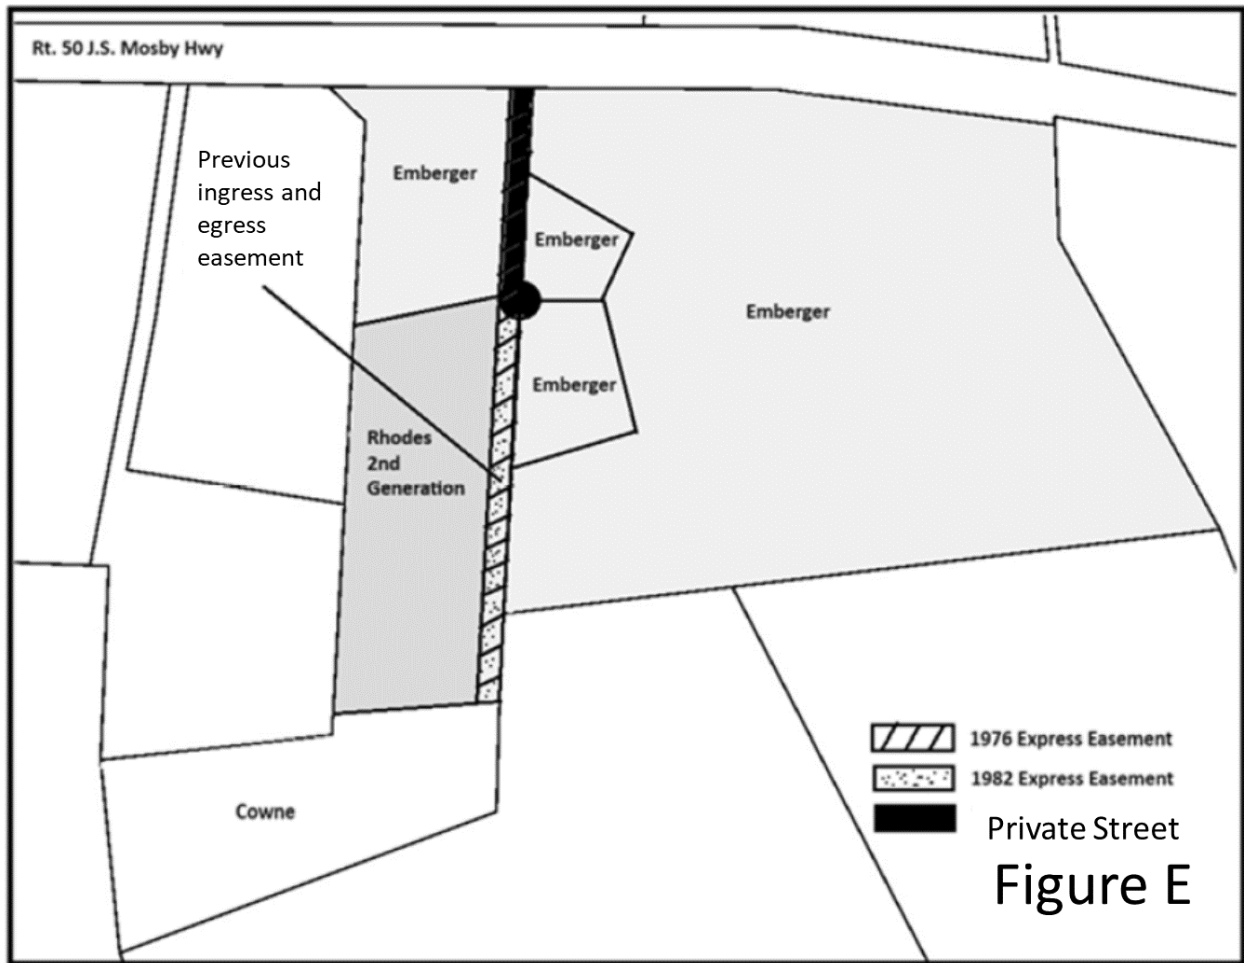 Rt. 50 J.S. Mosby Hwy
Previous
ingress and
egress
easement
Emberger
Emberger
Emberger
Emberger
Rhodes
2nd
Generation
Cowne
1976 Express Easement
1982 Express Easement
Private Street
Figure E